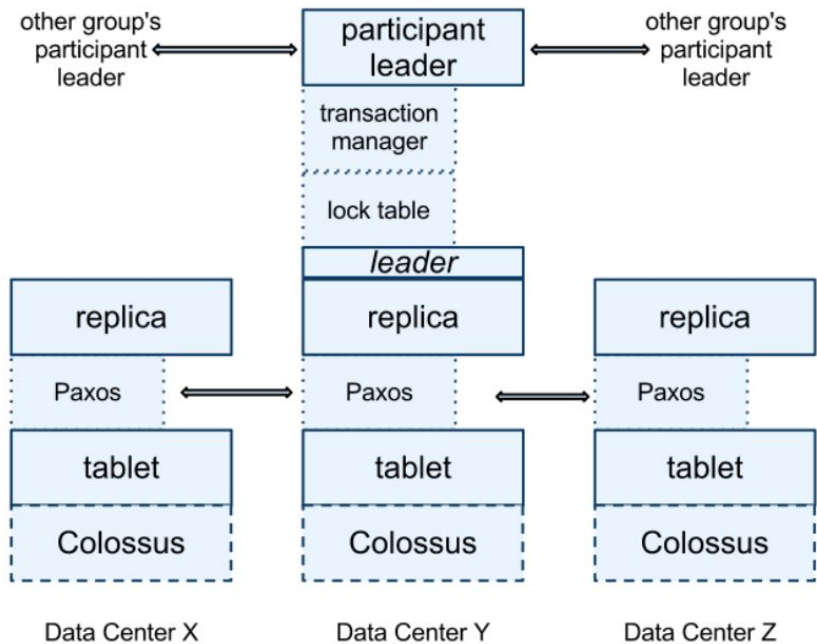 other group's
participant
leader
participant
leader
other group's
participant
leader
transaction
manager
lock table
leader
replica
replica
replica
Paxos
Paxos
Paxos
tablet
tablet
tablet
Colossus
Colossus
Colossus
Data Center X
Data Center Y
Data Center Z